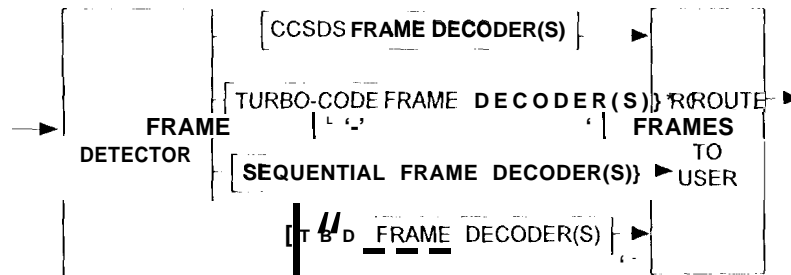 CCSDS FRAME DECODER(S)
TURBO-CODE FRAME DECODER(S)
FRAME
DETECTOR
SEQUENTIAL FRAME DECODER(S)
TBD FRAME DECODER(S)
ROUTE
FRAMES
TO
USER